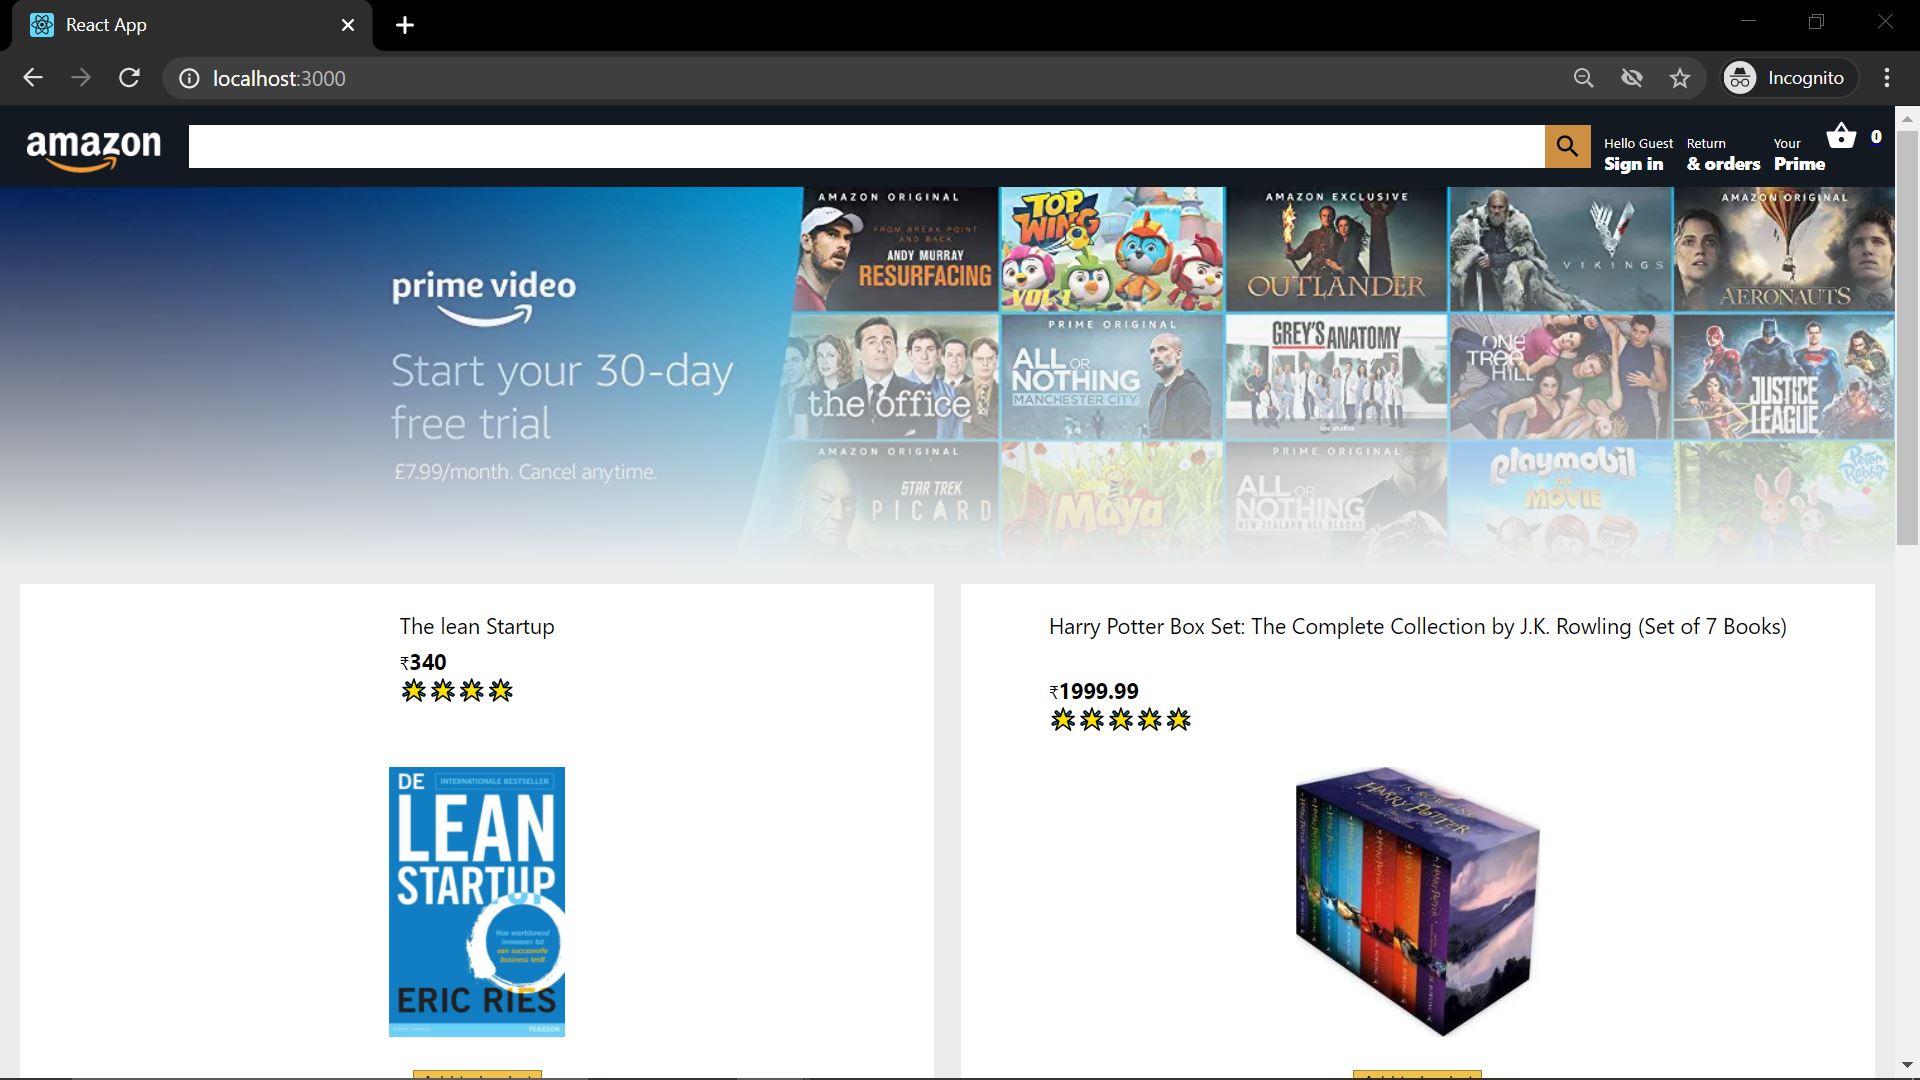 React App
localhost:3000
Incognito
amazon
Hello Guest
Sign in
Return
& orders
Your
Prime
0
prime video
Start your 30-day
free trial
£7.99/month. Cancel anytime.
AMAZON ORIGINAL
FROM BREAK POINT
AND BACK
ANDY MURRAY
RESURFACING
TOP
WING
VOL 1
AMAZON EXCLUSIVE
OUTLANDER
VIKINGS
AMAZON ORIGINAL
AERONAUTS
the office
PRIME ORIGINAL
ALL OR
NOTHING
MANCHESTER CITY
GREY'S ANATOMY
ONE
TREE
HILL
JUSTICE
LEAGUE
AMAZON ORIGINAL
STAR TREK
PICARD
Maya
PRIME ORIGINAL
ALL OR
NOTHING
NEW ZEALAND ALL BLACKS
playmobil
THE
MOVIE
Peter
Rabbit
The lean Startup
₹340
DE
INTERNATIONALE BESTSELLER
LEAN
STARTUP
Hoe voortdurend
innoveren tot
een succesvolle
business leidt
ERIC RIES
PEARSON
Harry Potter Box Set: The Complete Collection by J.K. Rowling (Set of 7 Books)
₹1999.99
J.K. ROWLING
HARRY POTTER